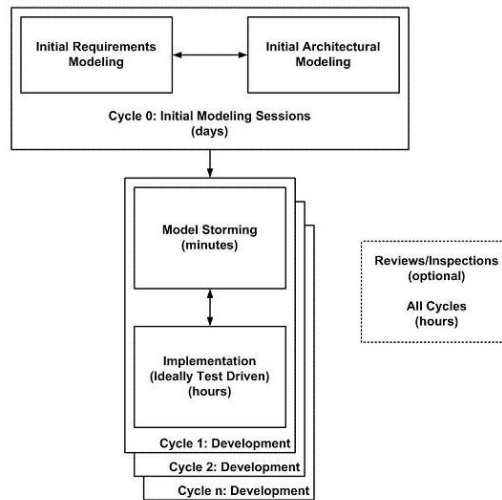 Initial Requirements
Modeling
Initial Architectural
Modeling
Cycle 0: Initial Modeling Sessions
(days)
Model Storming
(minutes)
Reviews/Inspections
(optional)
All Cycles
(hours)
Implementation
(Ideally Test Driven)
(hours)
Cycle 1: Development
Cycle 2: Development
Cycle n: Development